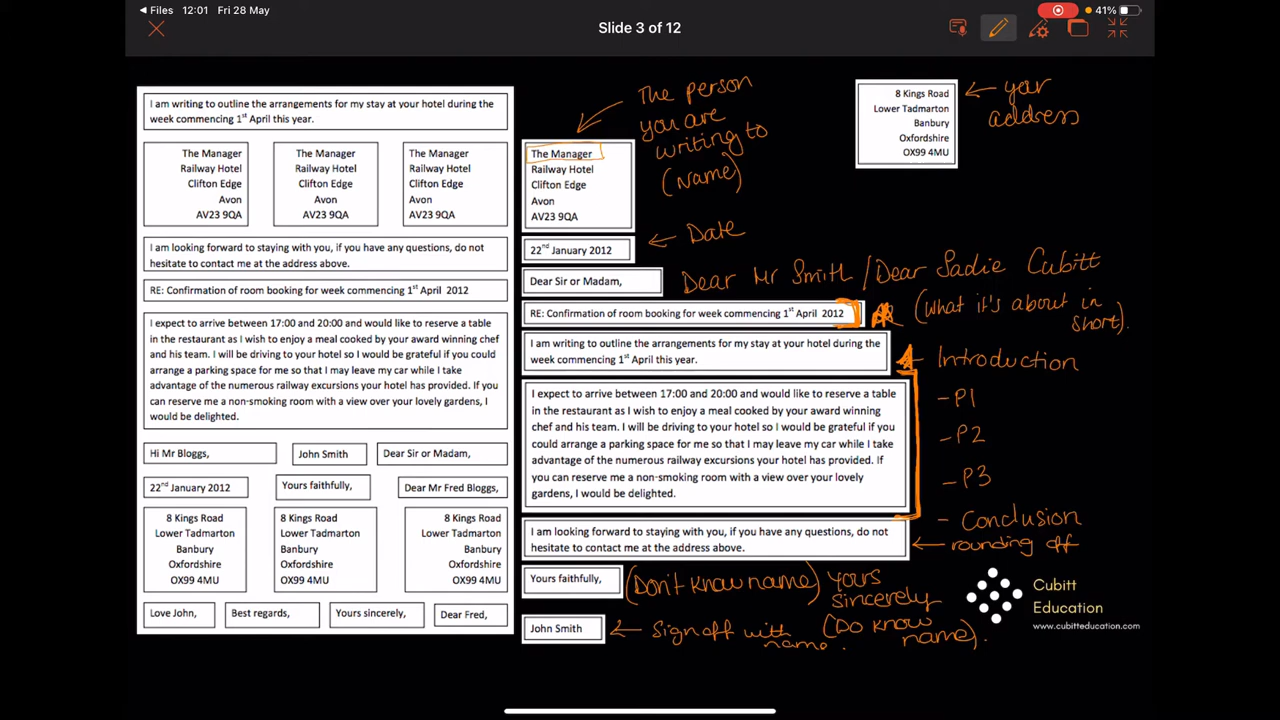 Files 12:01 Fri 28 May
41%
Slide 3 of 12
I am writing to outline the arrangements for my stay at your hotel during the
week commencing 1st April this year.
The Manager
Railway Hotel
Clifton Edge
Avon
AV23 9QA
The Manager
Railway Hotel
Clifton Edge
Avon
AV23 9QA
The Manager
Railway Hotel
Clifton Edge
Avon
AV23 9QA
I am looking forward to staying with you, if you have any questions, do not
hesitate to contact me at the address above.
RE: Confirmation of room booking for week commencing 1st April 2012
I expect to arrive between 17:00 and 20:00 and would like to reserve a table
in the restaurant as I wish to enjoy a meal cooked by your award winning chef
and his team. I will be driving to your hotel so I would be grateful if you could
arrange a parking space for me so that I may leave my car while I take
advantage of the numerous railway excursions your hotel has provided. If you
can reserve me a non-smoking room with a view over your lovely gardens, I
would be delighted.
Hi Mr Bloggs,
John Smith
Dear Sir or Madam,
22nd January 2012
Yours faithfully,
Dear Mr Fred Bloggs,
8 Kings Road
Lower Tadmarton
Banbury
Oxfordshire
OX99 4MU
8 Kings Road
Lower Tadmarton
Banbury
Oxfordshire
OX99 4MU
8 Kings Road
Lower Tadmarton
Banbury
Oxfordshire
OX99 4MU
Love John,
Best regards,
Yours sincerely,
Dear Fred,
The person
you are
writing to
(Name)
8 Kings Road
Lower Tadmarton
Banbury
Oxfordshire
OX99 4MU
your
address
The Manager
Railway Hotel
Clifton Edge
Avon
AV23 9QA
22nd January 2012
Date
Dear Sir or Madam,
Dear Mr Smith /Dear Sadie Cubitt
RE: Confirmation of room booking for week commencing 1st April 2012
(what it's about in
short).
I am writing to outline the arrangements for my stay at your hotel during the
week commencing 1st April this year.
Introduction
I expect to arrive between 17:00 and 20:00 and would like to reserve a table
in the restaurant as I wish to enjoy a meal cooked by your award winning
chef and his team. I will be driving to your hotel so I would be grateful if you
could arrange a parking space for me so that I may leave my car while I take
advantage of the numerous railway excursions your hotel has provided. If
you can reserve me a non-smoking room with a view over your lovely
gardens, I would be delighted.
-P1
-P2
-P3
- Conclusion
rounding off
I am looking forward to staying with you, if you have any questions, do not
hesitate to contact me at the address above.
Yours faithfully,
(Don't know name)
yours
sincerely
(Do know
name).
John Smith
Sign off with
name.
Cubitt
Education
www.cubitteducation.com